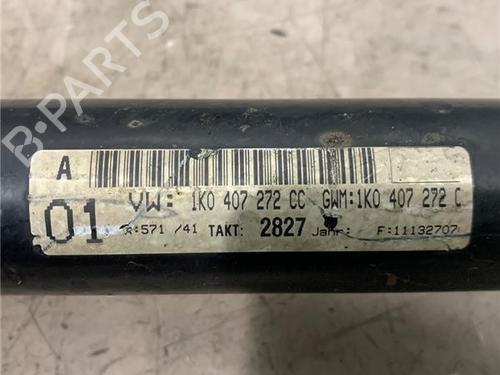 B-PARTS
A
VW: 1K0 407 272 CC GWM:1K0 407 272 C
01
R:571 /41 TAKT: 2827 Jahr: F:11132707